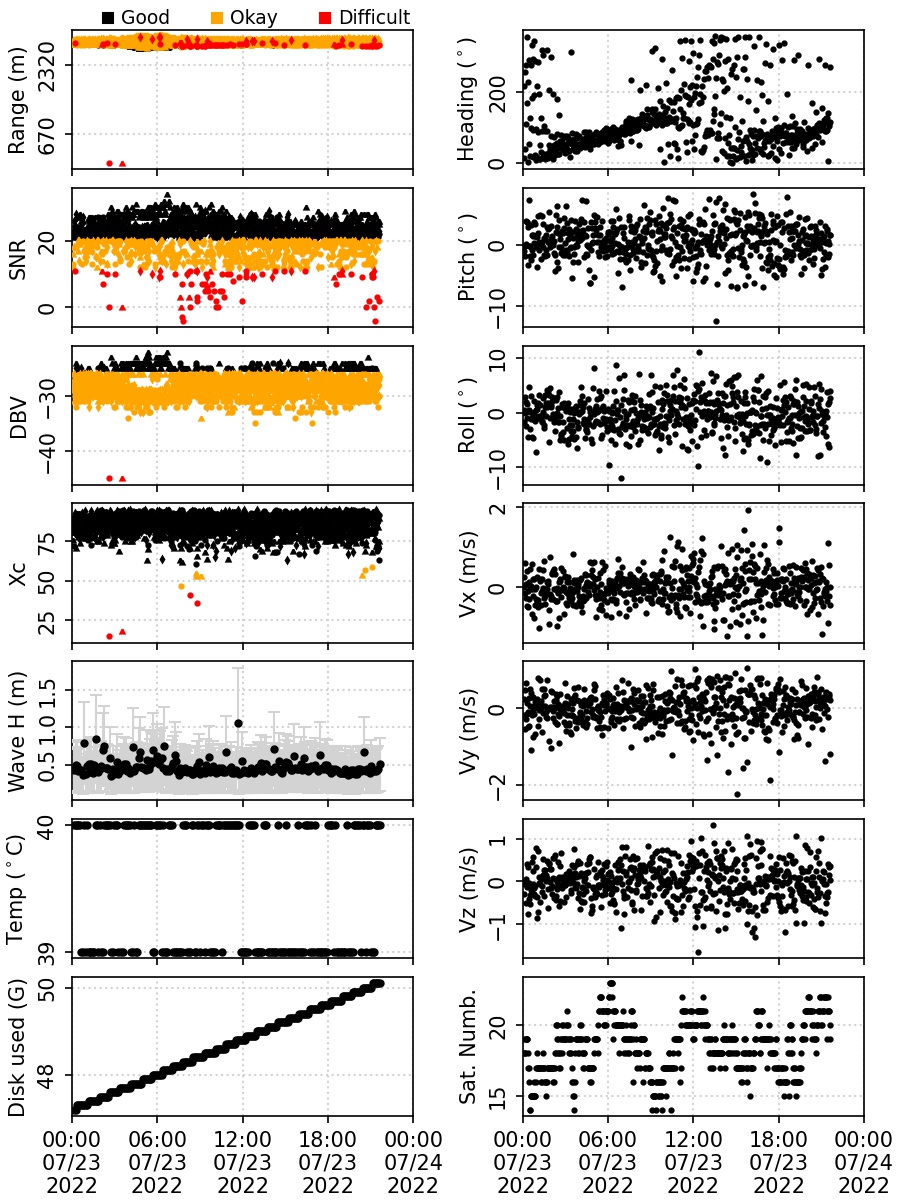 Good Okay Difficult
Range (m)
2320
670
Heading (°)
200
0
SNR
20
0
Pitch (°)
0
−10
DBV
−30
−40
Roll (°)
10
0
−10
Xc
75
50
25
Vx (m/s)
2
0
Wave H (m)
1.5
1.0
0.5
Vy (m/s)
0
−2
Temp (°C)
40
39
Vz (m/s)
1
0
−1
Disk used (G)
50
48
Sat. Numb.
20
15
00:00 06:00 12:00 18:00 00:00
07/23 07/23 07/23 07/23 07/24
2022 2022 2022 2022 2022
00:00 06:00 12:00 18:00 00:00
07/23 07/23 07/23 07/23 07/24
2022 2022 2022 2022 2022